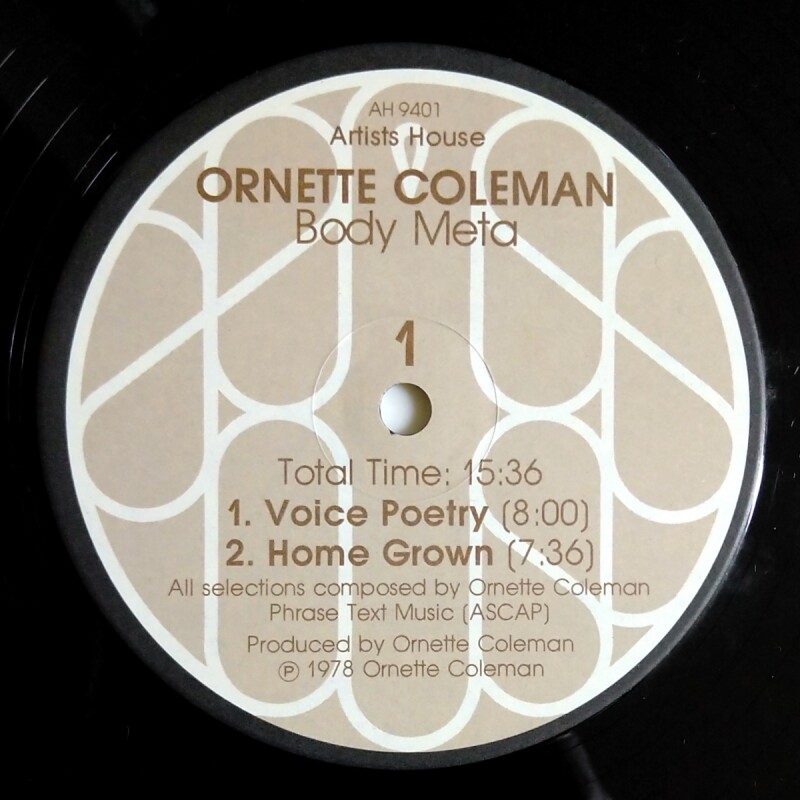 AH 9401
Artists House
ORNETTE COLEMAN
Body Meta
1
Total Time: 15:36
1. Voice Poetry (8:00)
2. Home Grown (7:36)
All selections composed by Ornette Coleman
Phrase Text Music (ASCAP)
Produced by Ornette Coleman
℗ 1978 Ornette Coleman